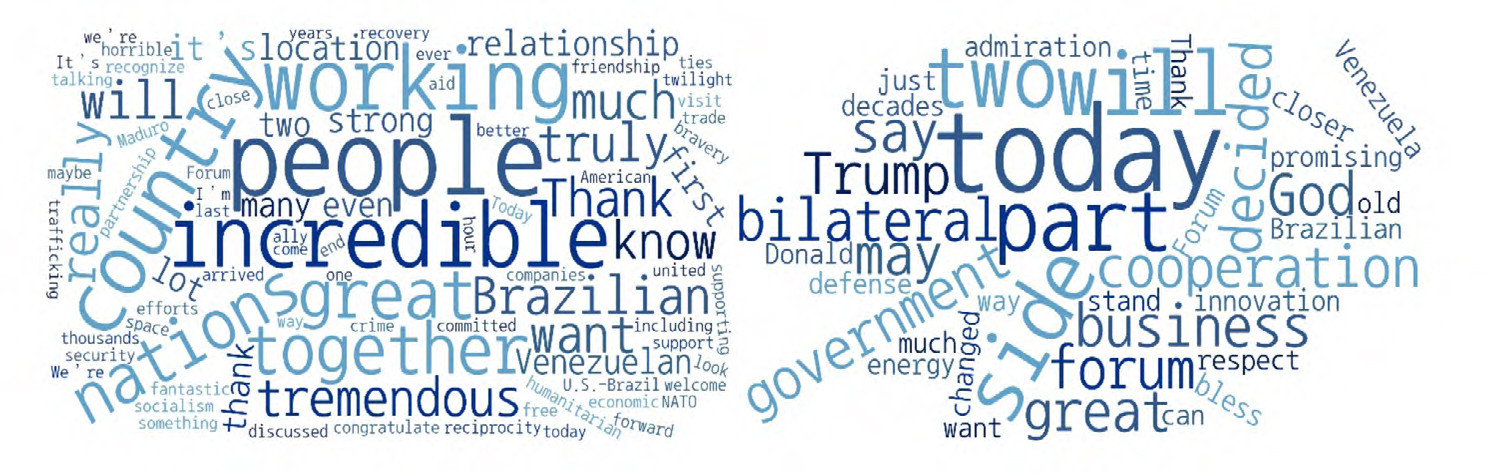 we're
horrible
It's
recognize
talking
will
it's
location
years
recovery
ever
relationship
friendship
ties
twilight
close
working
aid
much
visit
trade
bravery
country
two
strong
better
really
Maduro
partnership
maybe
people
truly
first
Forum
I'm
last
many
even
American
Today
Thank
trafficking
incredible
hour
know
ally
come
end
lot
arrived
one
companies
united
nations
great
Brazilian
supporting
efforts
space
thousands
security
We're
way
crime
committed
want
including
support
look
together
Venezuelan
fantastic
socialism
something
thank
tremendous
humanitarian
U.S.-Brazil
welcome
free
economic
NATO
forward
discussed
congratulate
reciprocity
today
admiration
just
decades
two
will
time
Thank
decided
closer
Venezuela
say
today
promising
Trump
God
old
Brazilian
bilateral
part
Forum
Donald
may
defense
cooperation
government
way
side
stand
innovation
much
energy
changed
business
forum
respect
bless
want
great
can